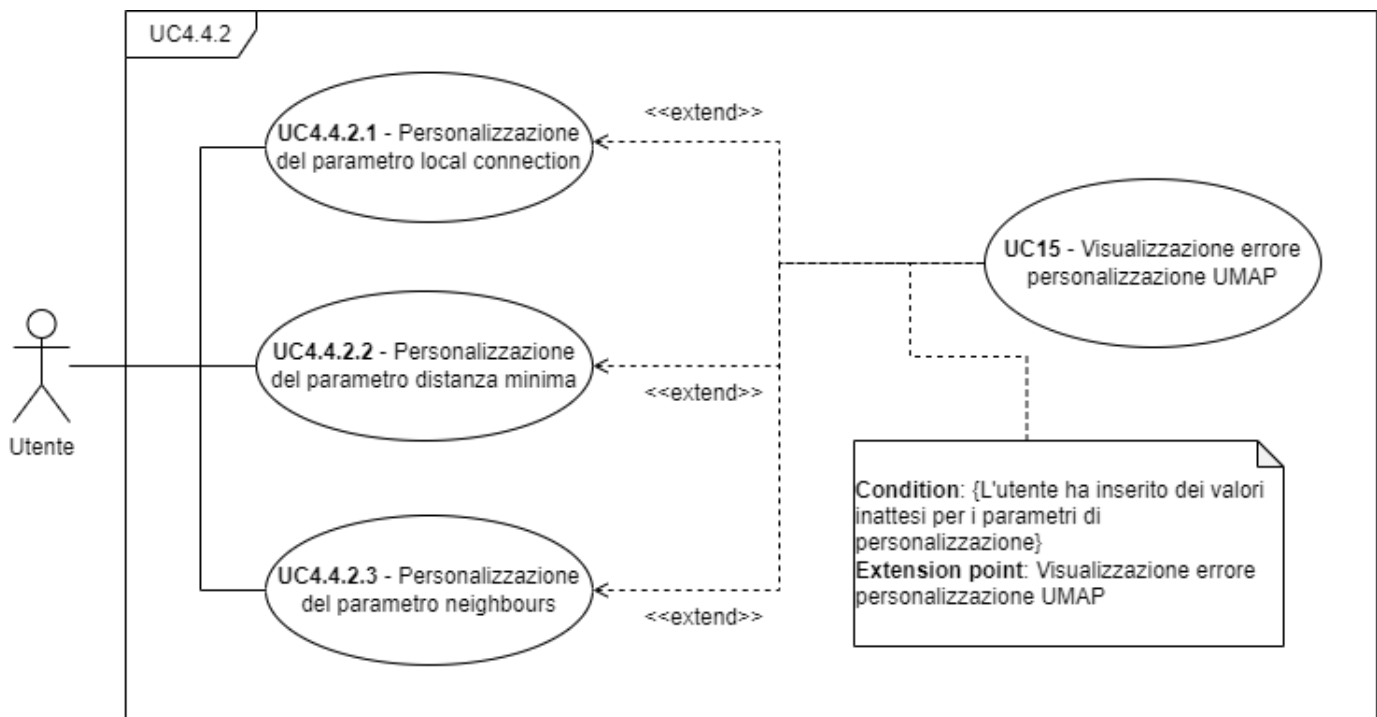 UC4.4.2
UC4.4.2.1 - Personalizzazione
del parametro local connection
<<extend>>
UC15 - Visualizzazione errore
personalizzazione UMAP
UC4.4.2.2 - Personalizzazione
del parametro distanza minima
<<extend>>
Utente
Condition: {L'utente ha inserito dei valori
inattesi per i parametri di
personalizzazione}
Extension point: Visualizzazione errore
personalizzazione UMAP
UC4.4.2.3 - Personalizzazione
del parametro neighbours
<<extend>>